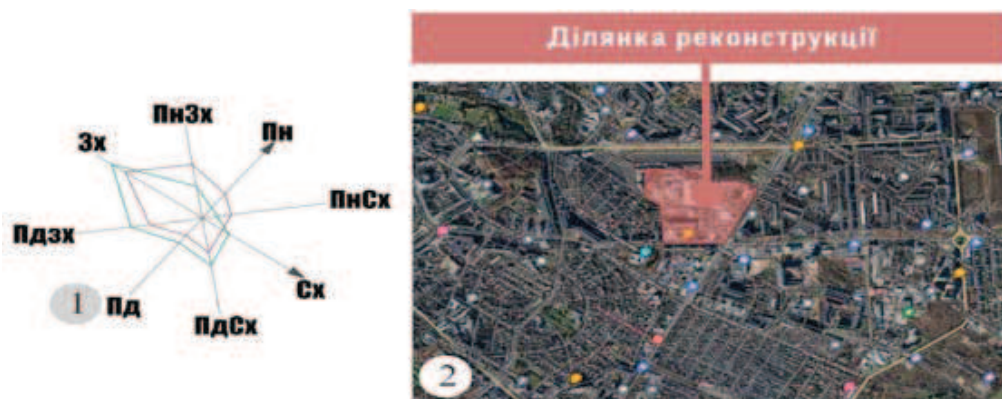 Ділянка реконструкції
ПнЗх
Пн
Зх
ПнСх
Пдзх
Сх
1
Пд
ПдСх
2